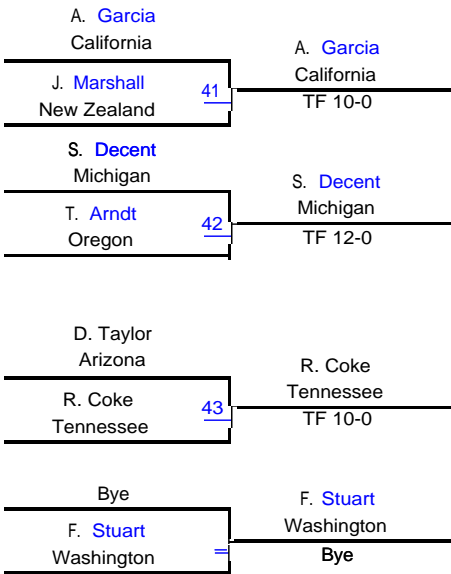 A. Garcia
California
J. Marshall
New Zealand
41
A. Garcia
California
TF 10-0
S. Decent
Michigan
T. Arndt
Oregon
42
S. Decent
Michigan
TF 12-0
D. Taylor
Arizona
R. Coke
Tennessee
43
R. Coke
Tennessee
TF 10-0
Bye
F. Stuart
Washington
F. Stuart
Washington
Bye